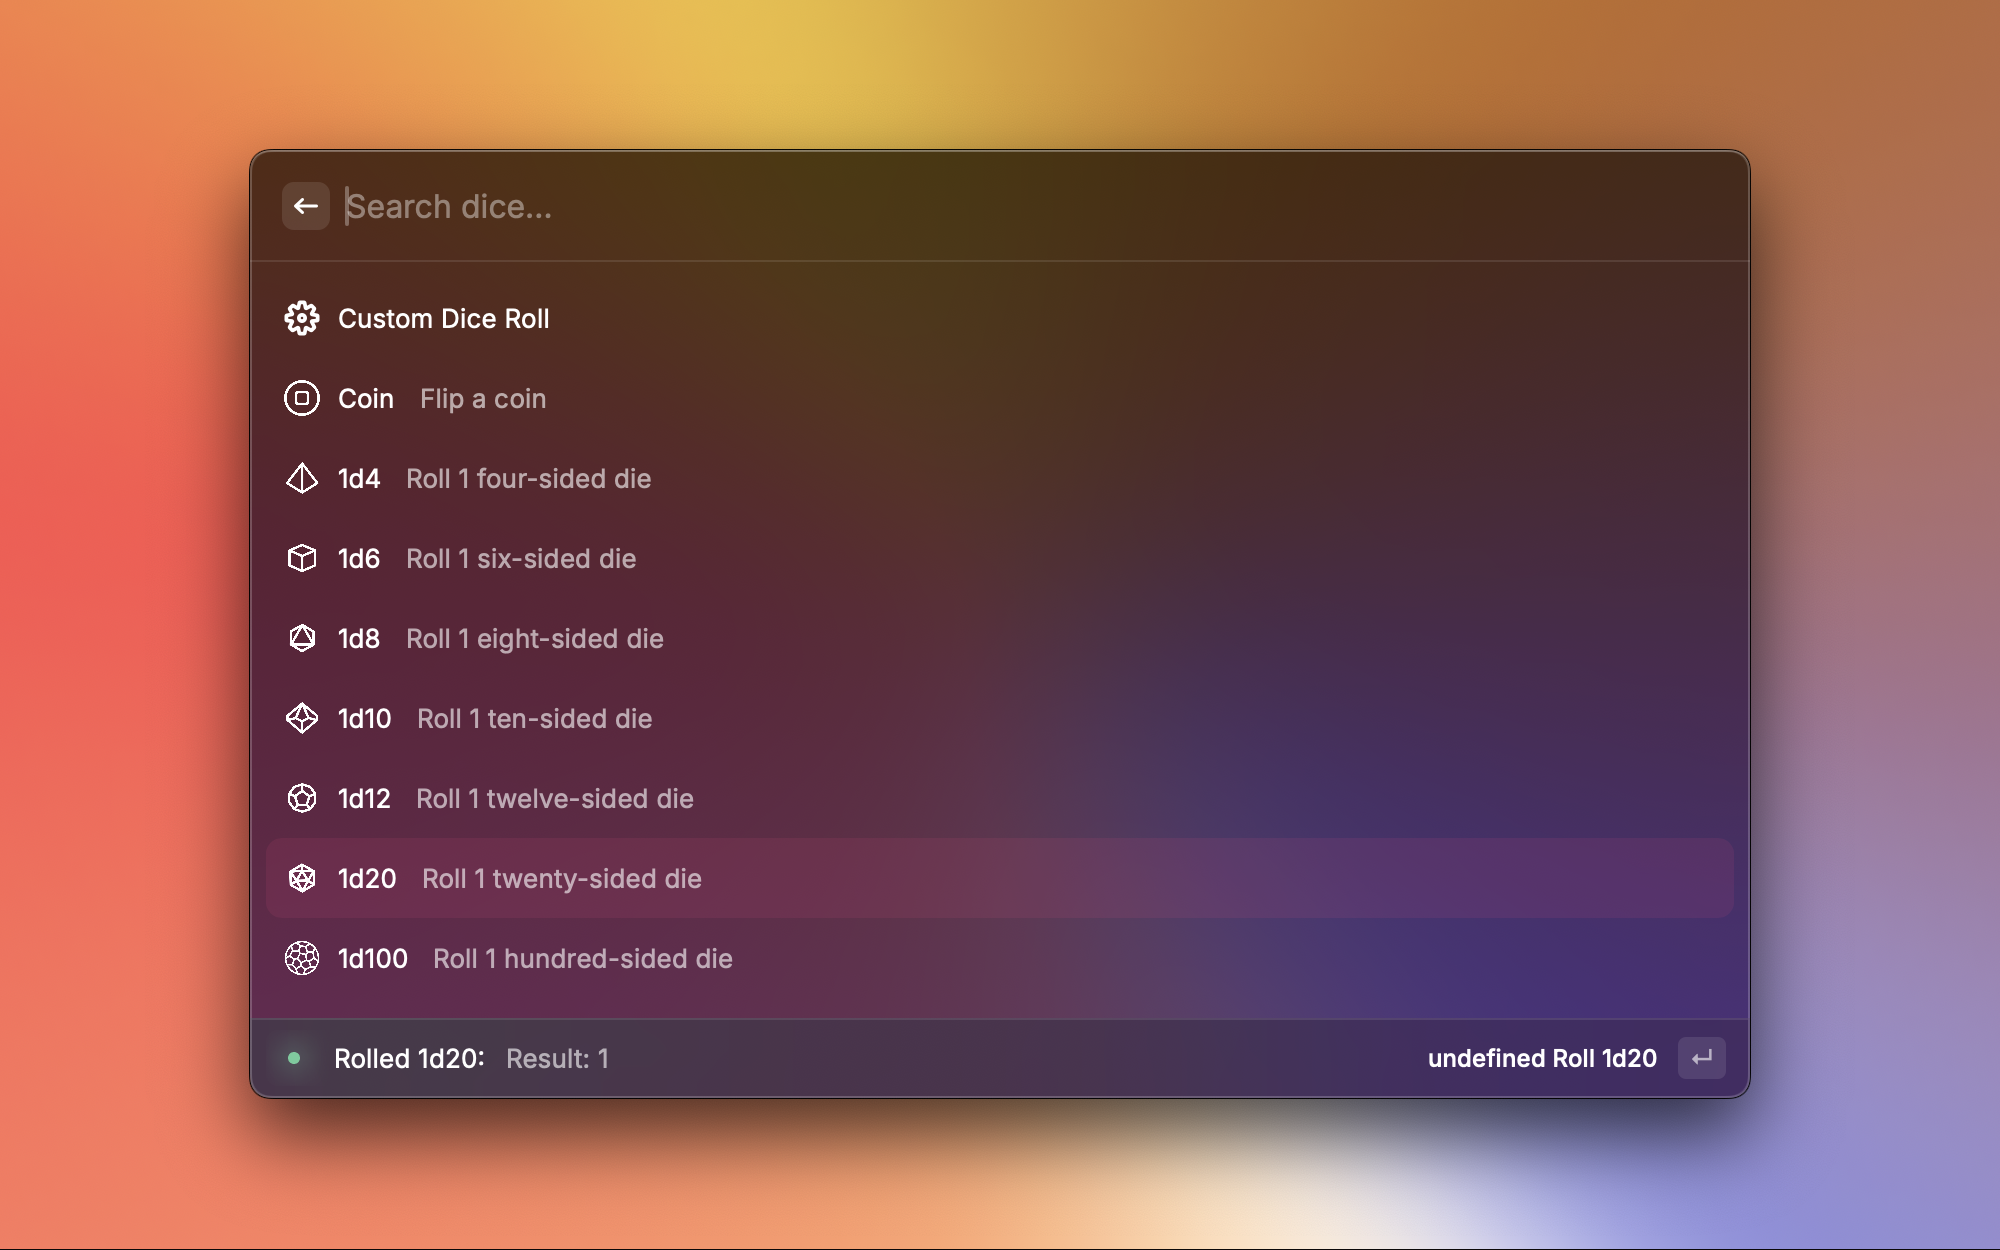 Search dice...
Custom Dice Roll
Coin Flip a coin
1d4 Roll 1 four-sided die
1d6 Roll 1 six-sided die
1d8 Roll 1 eight-sided die
1d10 Roll 1 ten-sided die
1d12 Roll 1 twelve-sided die
1d20 Roll 1 twenty-sided die
1d100 Roll 1 hundred-sided die
Rolled 1d20: Result: 1 undefined Roll 1d20